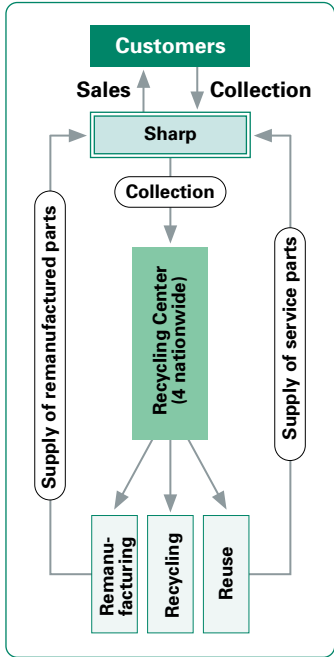 Customers
Sales
Collection
Sharp
Collection
Supply of remanufactured parts
Recycling Center
(4 nationwide)
Supply of service parts
Remanu-
facturing
Recycling
Reuse